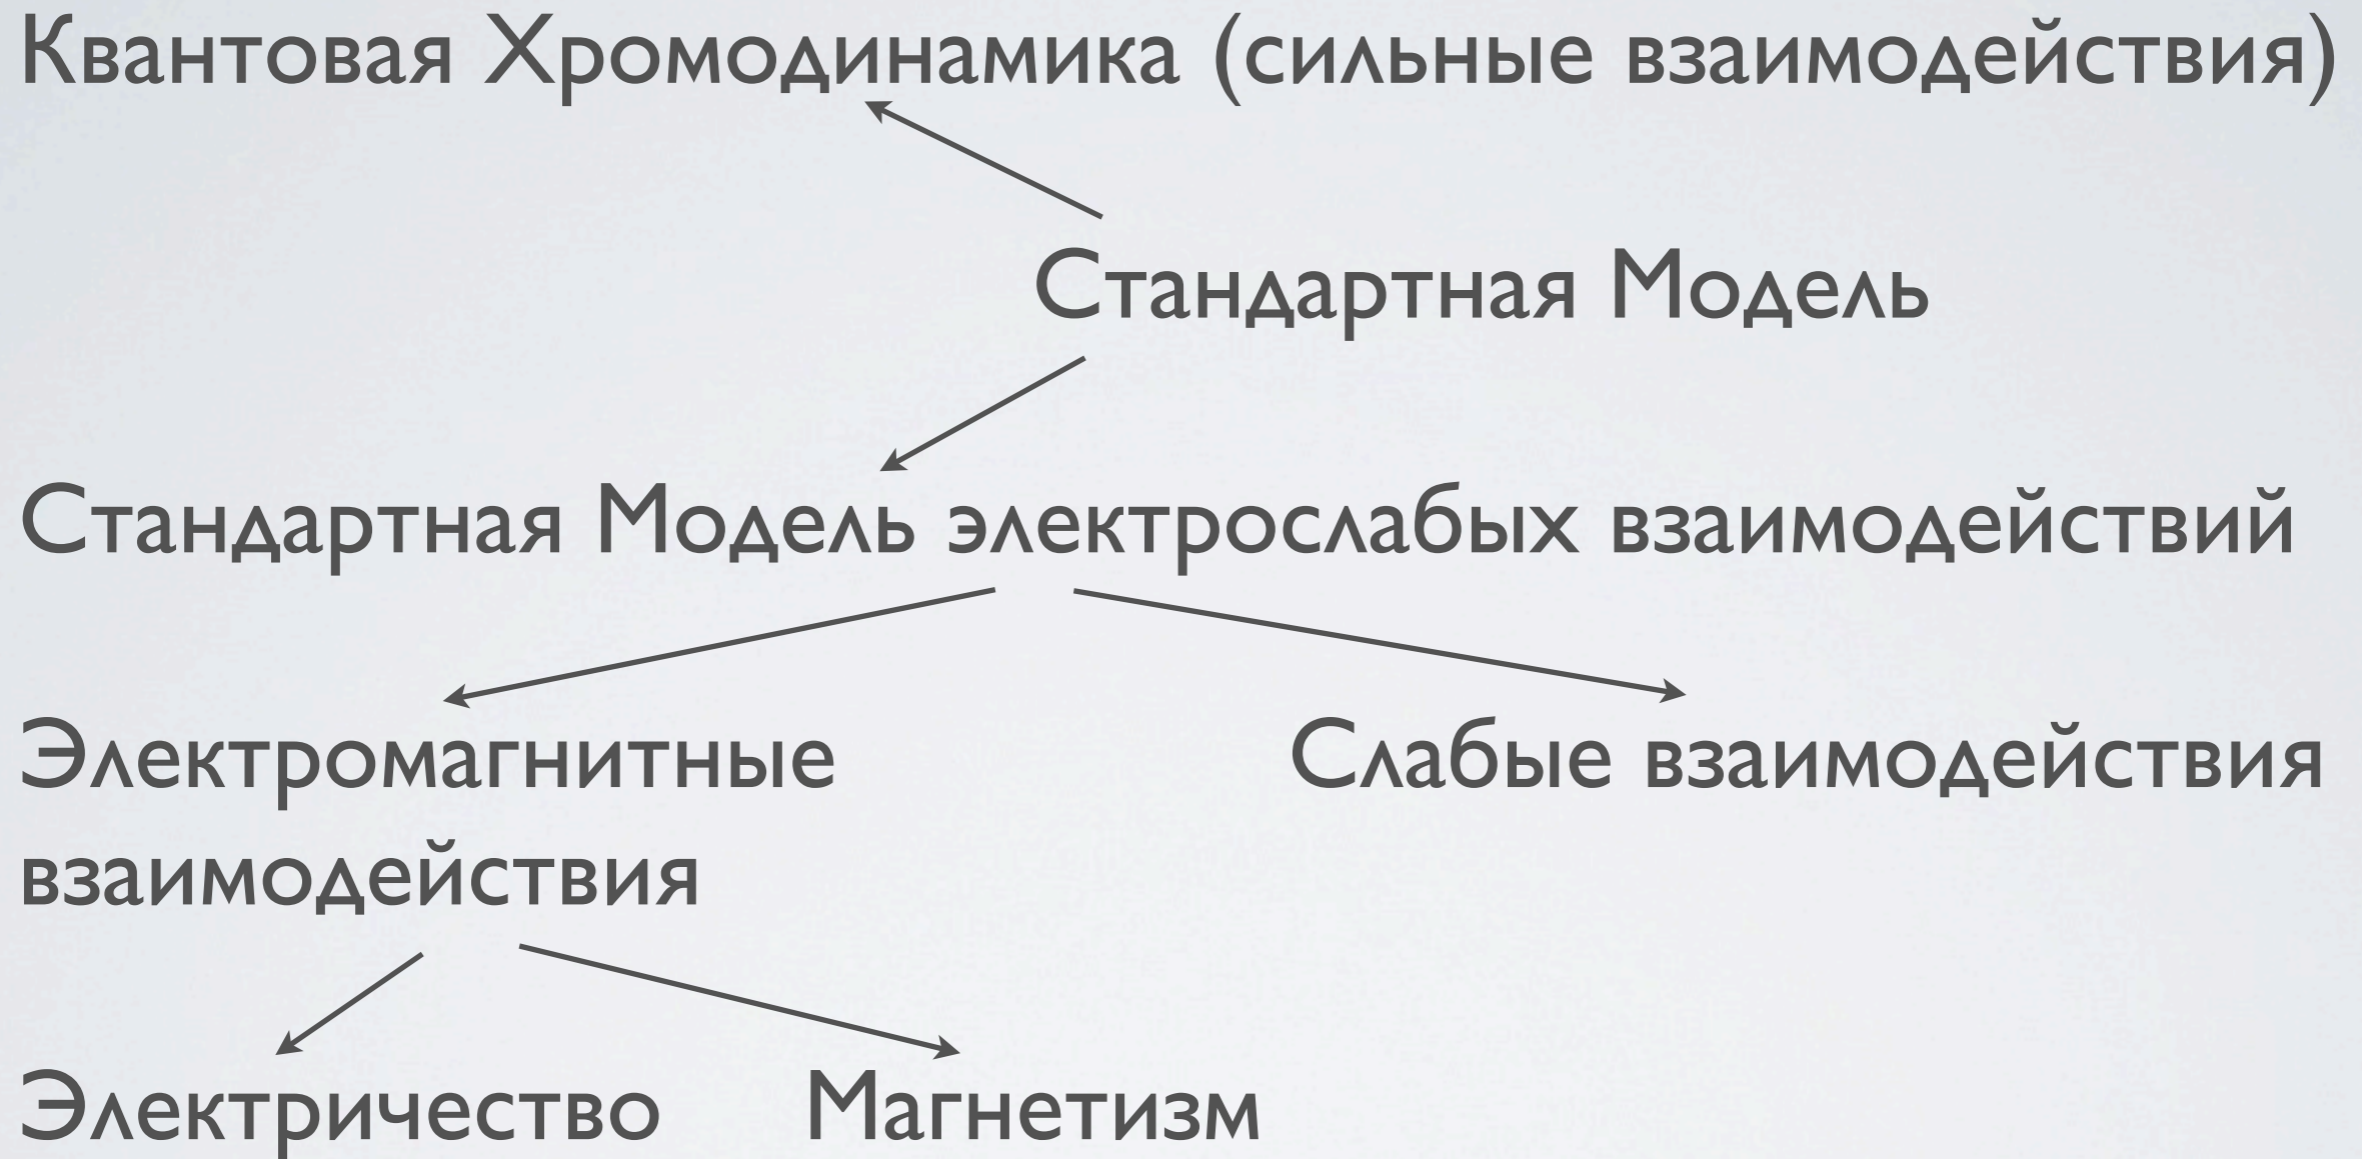 Квантовая Хромодинамика (сильные взаимодействия)
Стандартная Модель
Стандартная Модель электрослабых взаимодействий
Электромагнитные
взаимодействия
Слабые взаимодействия
Электричество
Магнетизм